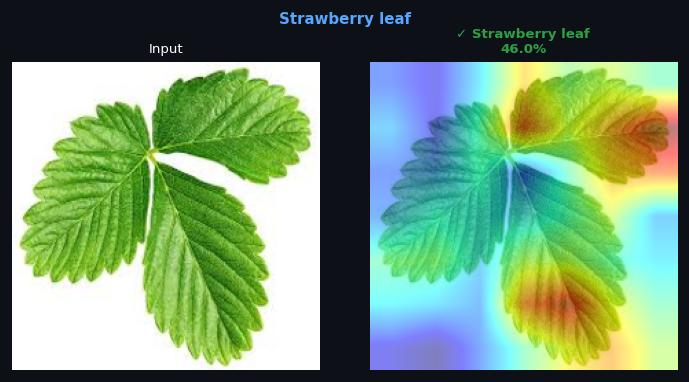 Strawberry leaf
Input
✓ Strawberry leaf
46.0%